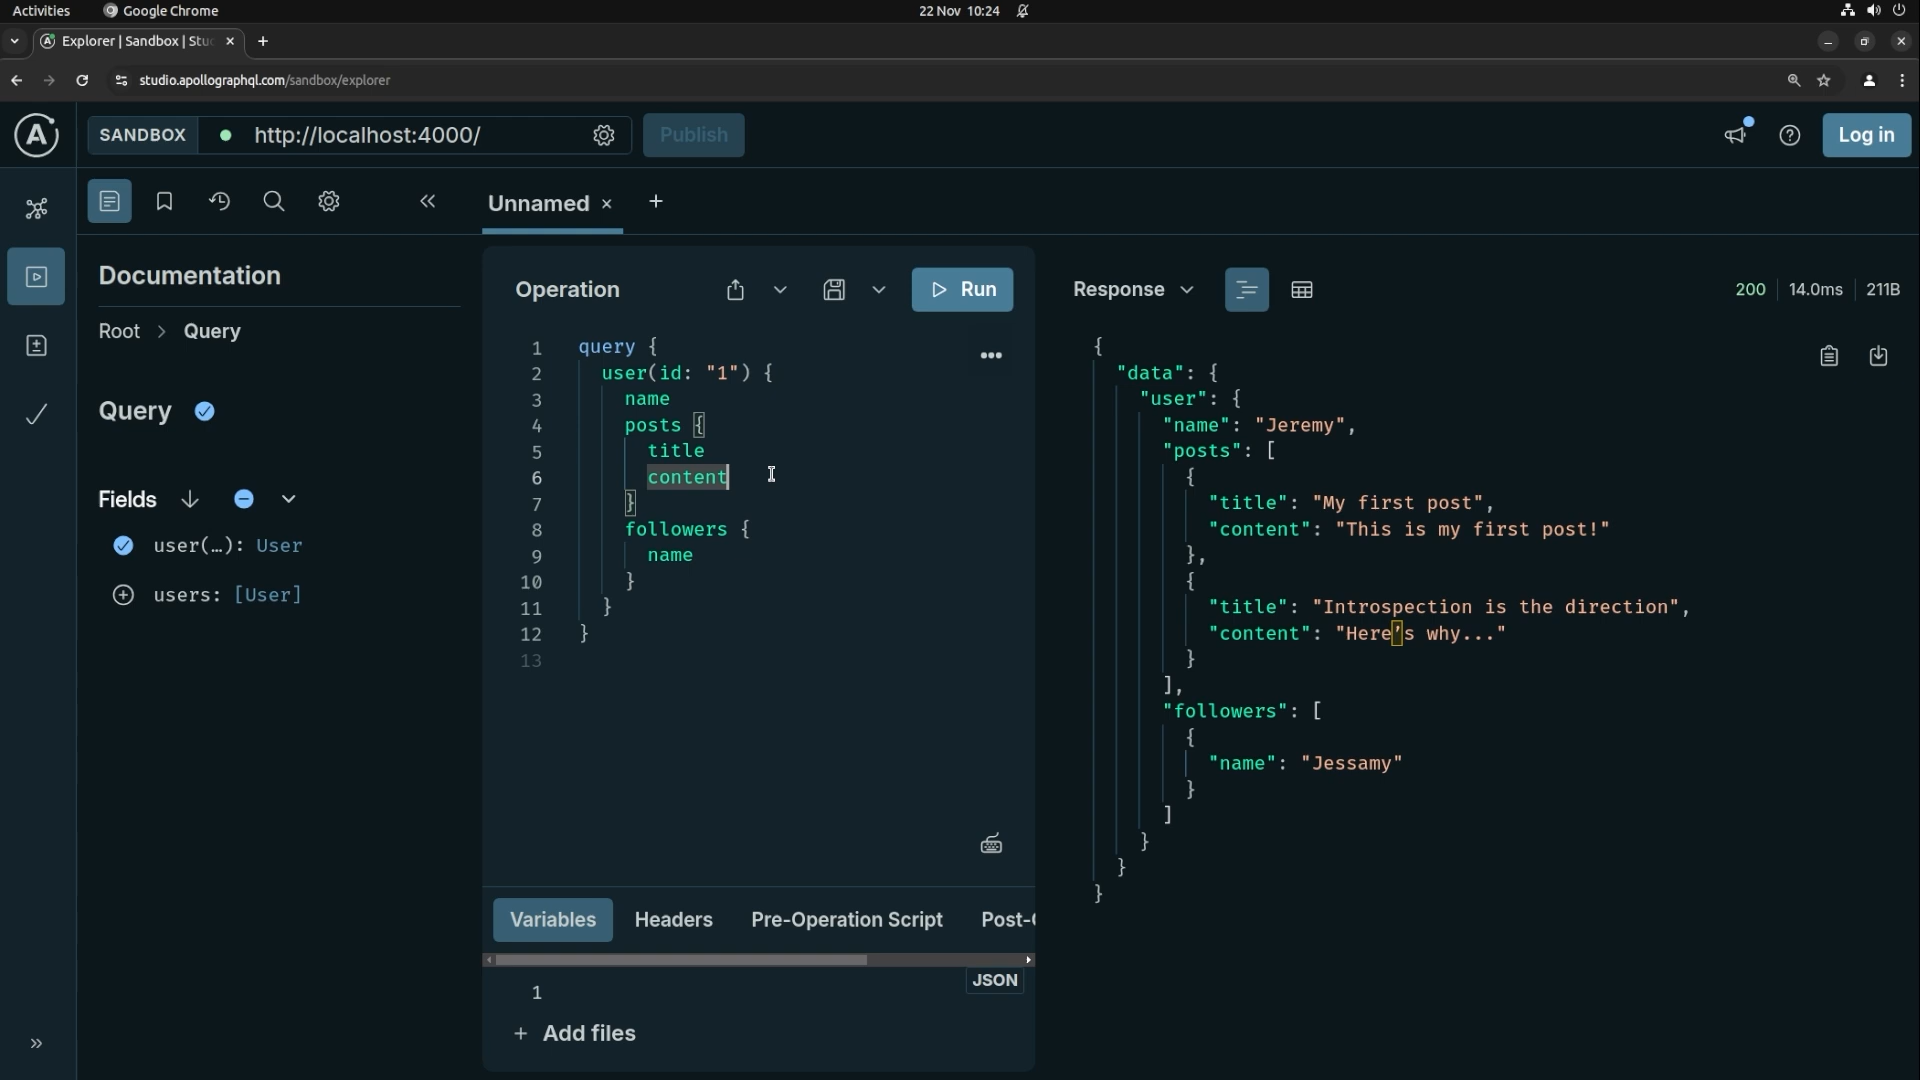 Activities
Google Chrome
22 Nov 10:24
Explorer | Sandbox | Stu
studio.apollographql.com/sandbox/explorer
SANDBOX
http://localhost:4000/
Publish
Log in
Unnamed
Documentation
Root > Query
Query
Fields
user(…): User
users: [User]
Operation
Run
1 query {
2 user(id: "1") {
3 name
4 posts {
5 title
6 content
7 }
8 followers {
9 name
10 }
11 }
12 }
13
Variables
Headers
Pre-Operation Script
Post-
JSON
1
+ Add files
Response
200
14.0ms
211B
{
"data": {
"user": {
"name": "Jeremy",
"posts": [
{
"title": "My first post",
"content": "This is my first post!"
},
{
"title": "Introspection is the direction",
"content": "Here’s why..."
}
],
"followers": [
{
"name": "Jessamy"
}
]
}
}
}